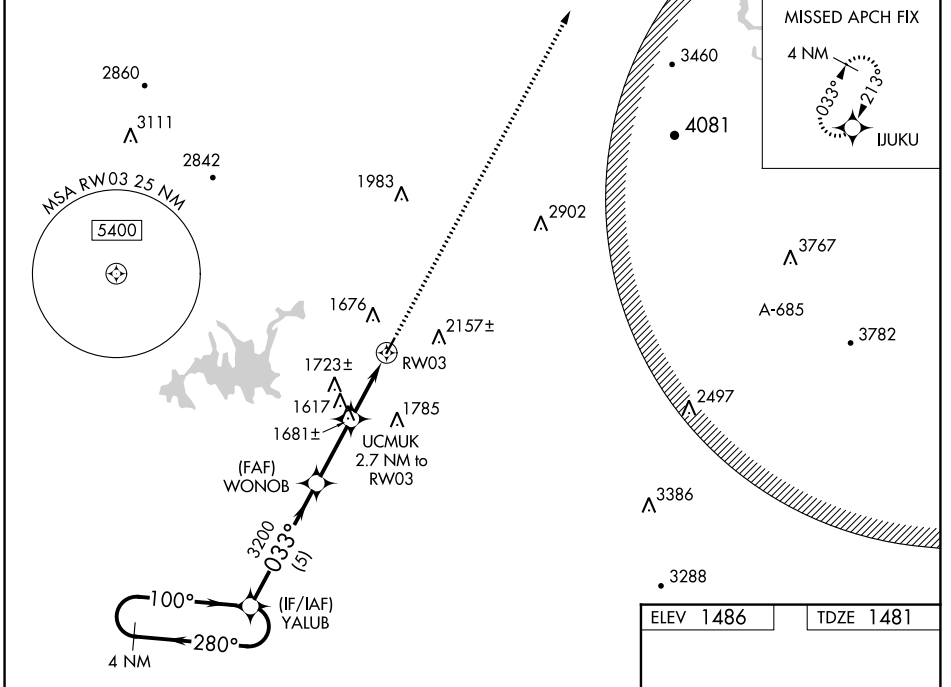 MISSED APCH FIX
4 NM
033°
213°
IJUKU
2860
3111
2842
3460
4081
MSA RW03 25 NM
5400
1983
2902
3767
A-685
3782
1676
2157±
RW03
1723±
1617
1681±
1785
2497
UCMUK
2.7 NM to
RW03
(FAF)
WONOB
3386
3200
033°
(5)
3288
100°
280°
4 NM
(IF/IAF)
YALUB
ELEV 1486
TDZE 1481